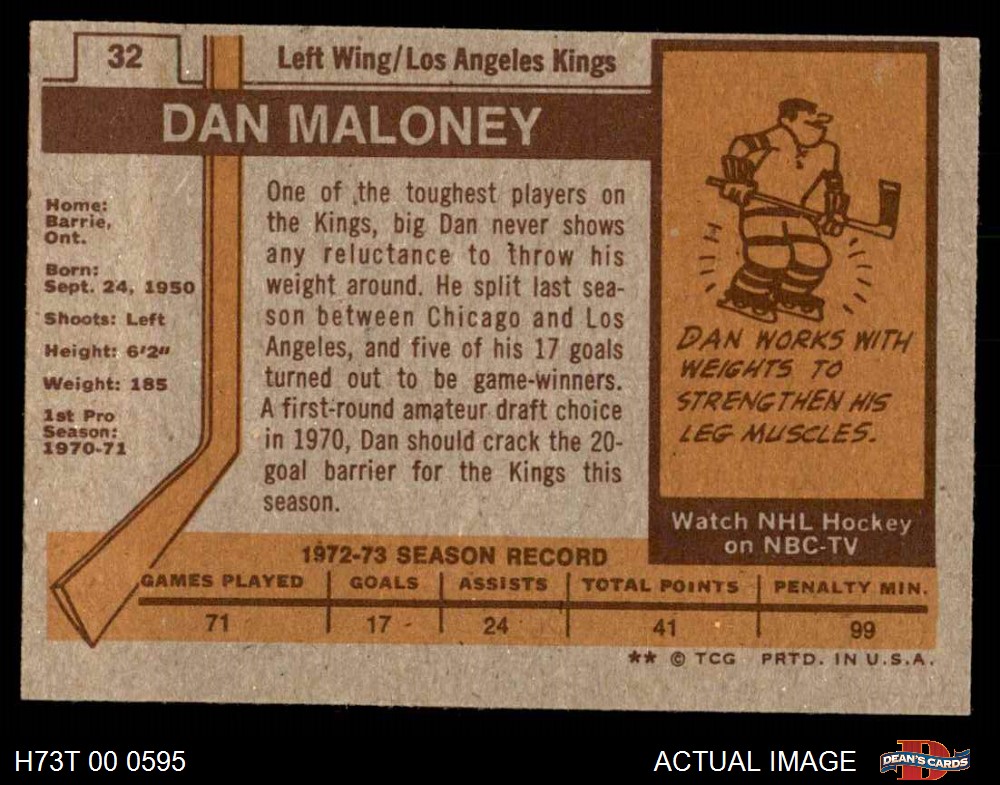 32
Left Wing/Los Angeles Kings
DAN MALONEY
Home:
Barrie,
Ont.
Born:
Sept. 24, 1950
Shoots: Left
Height: 6'2"
Weight: 185
1st Pro
Season:
1970-71
One of the toughest players on
the Kings, big Dan never shows
any reluctance to throw his
weight around. He split last sea-
son between Chicago and Los
Angeles, and five of his 17 goals
turned out to be game-winners.
A first-round amateur draft choice
in 1970, Dan should crack the 20-
goal barrier for the Kings this
season.
DAN WORKS WITH
WEIGHTS TO
STRENGTHEN HIS
LEG MUSCLES.
Watch NHL Hockey
on NBC-TV
1972-73 SEASON RECORD
GAMES PLAYED GOALS ASSISTS TOTAL POINTS PENALTY MIN.
71 17 24 41 99
** © TCG PRTD. IN U.S.A.
H73T 00 0595
ACTUAL IMAGE
D
DEAN'S CARDS